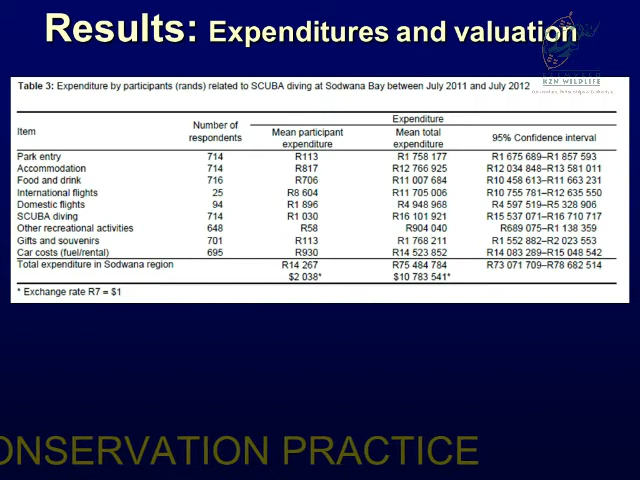 Results: Expenditures and valuation
EZEMVELO
KZN WILDLIFE
Table 3: Expenditure by participants (rands) related to SCUBA diving at Sodwana Bay between July 2011 and July 2012
Expenditure
Item Number of respondents Mean participant expenditure Mean total expenditure 95% Confidence interval
Park entry 714 R113 R1 758 177 R1 675 689–R1 857 593
Accommodation 714 R817 R12 766 925 R12 034 848–R13 581 011
Food and drink 716 R706 R11 007 684 R10 458 613–R11 663 231
International flights 25 R8 604 R11 705 006 R10 755 781–R12 635 550
Domestic flights 94 R1 896 R4 948 968 R4 597 519–R5 328 906
SCUBA diving 714 R1 030 R16 101 921 R15 537 071–R16 710 717
Other recreational activities 648 R58 R904 040 R689 075–R1 138 359
Gifts and souvenirs 701 R113 R1 768 211 R1 552 882–R2 023 553
Car costs (fuel/rental) 695 R930 R14 523 852 R14 083 289–R15 048 542
Total expenditure in Sodwana region R14 267 R75 484 784 R73 071 709–R78 682 514
$2 038* $10 783 541*
* Exchange rate R7 = $1
ONSERVATION PRACTICE